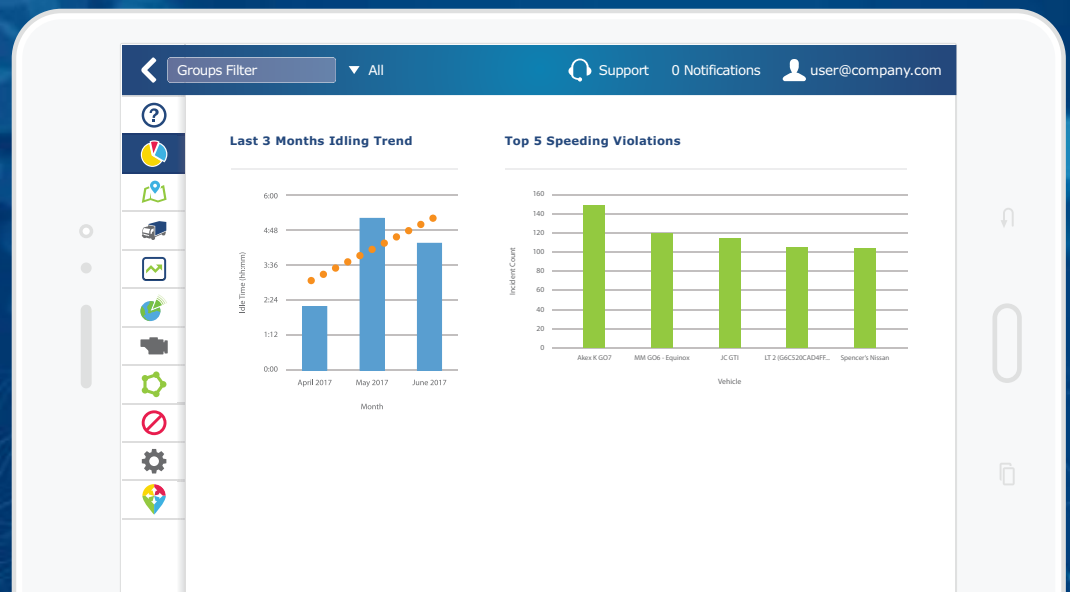 Groups Filter
All
Support
0 Notifications
user@company.com
?
Last 3 Months Idling Trend
Idle Time (hh:mm)
6:00
4:48
3:36
2:24
1:12
0:00
April 2017 May 2017 June 2017
Month
Top 5 Speeding Violations
Incident Count
160
140
120
100
80
60
40
20
0
Akex K GO7 MM GO6 - Equinox JC GTI LT 2 (G6C520CAD4FF... Spencer's Nissan
Vehicle